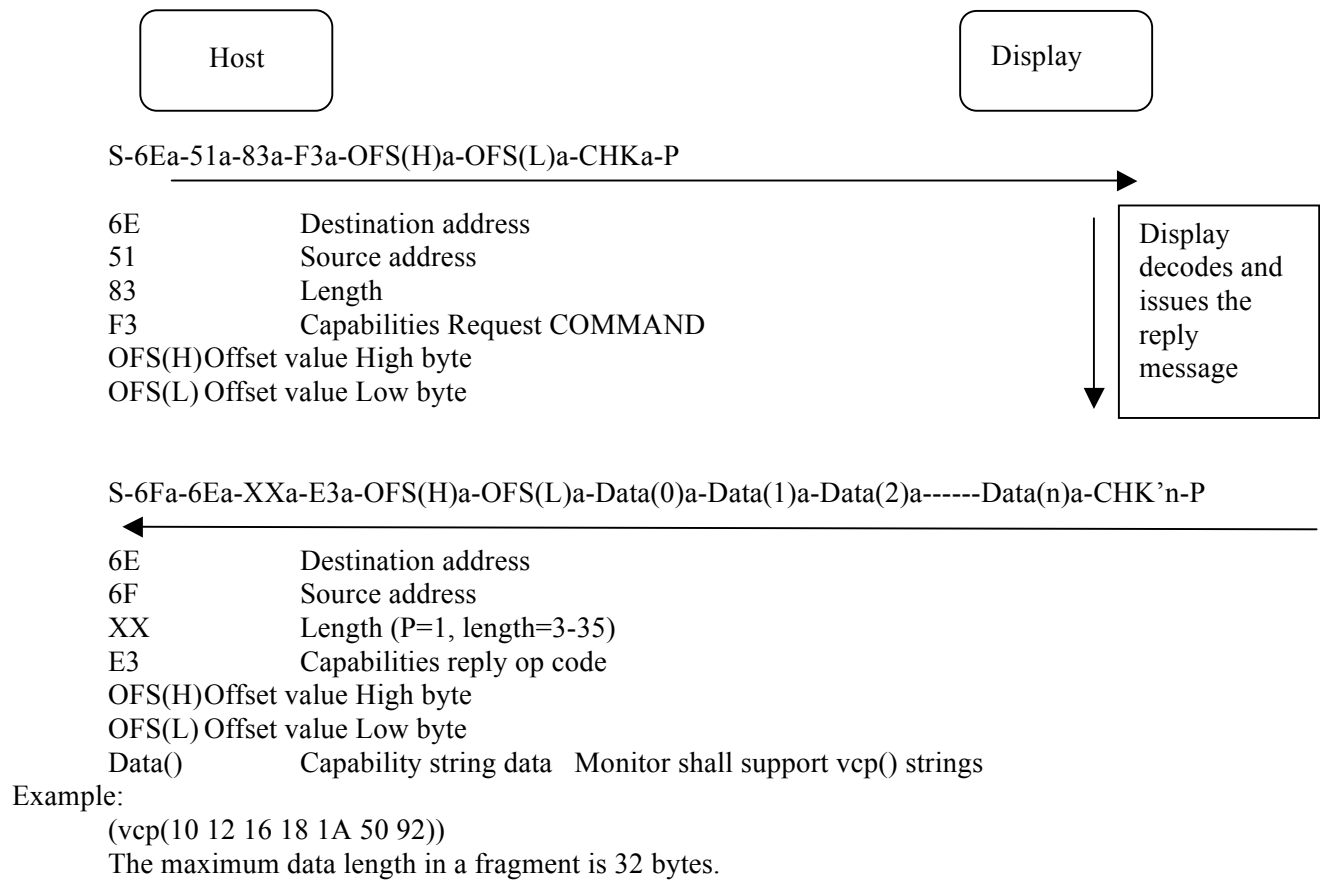 Host
Display
S-6Ea-51a-83a-F3a-OFS(H)a-OFS(L)a-CHKa-P
6E Destination address
51 Source address
83 Length
F3 Capabilities Request COMMAND
OFS(H)Offset value High byte
OFS(L) Offset value Low byte
Display
decodes and
issues the
reply
message
S-6Fa-6Ea-XXa-E3a-OFS(H)a-OFS(L)a-Data(0)a-Data(1)a-Data(2)a------Data(n)a-CHK’n-P
6E Destination address
6F Source address
XX Length (P=1, length=3-35)
E3 Capabilities reply op code
OFS(H)Offset value High byte
OFS(L) Offset value Low byte
Data() Capability string data Monitor shall support vcp() strings
Example:
(vcp(10 12 16 18 1A 50 92))
The maximum data length in a fragment is 32 bytes.